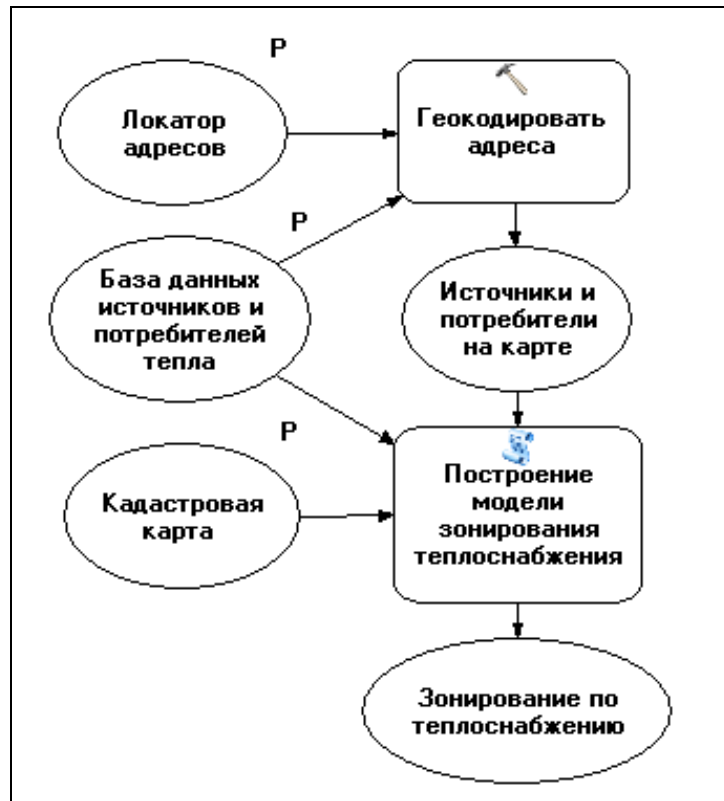 P
Локатор
адресов
Геокодировать
адреса
P
База данных
источников и
потребителей
тепла
Источники и
потребители
на карте
P
Кадастровая
карта
Построение
модели
зонирования
теплоснабжения
Зонирование по
теплоснабжению